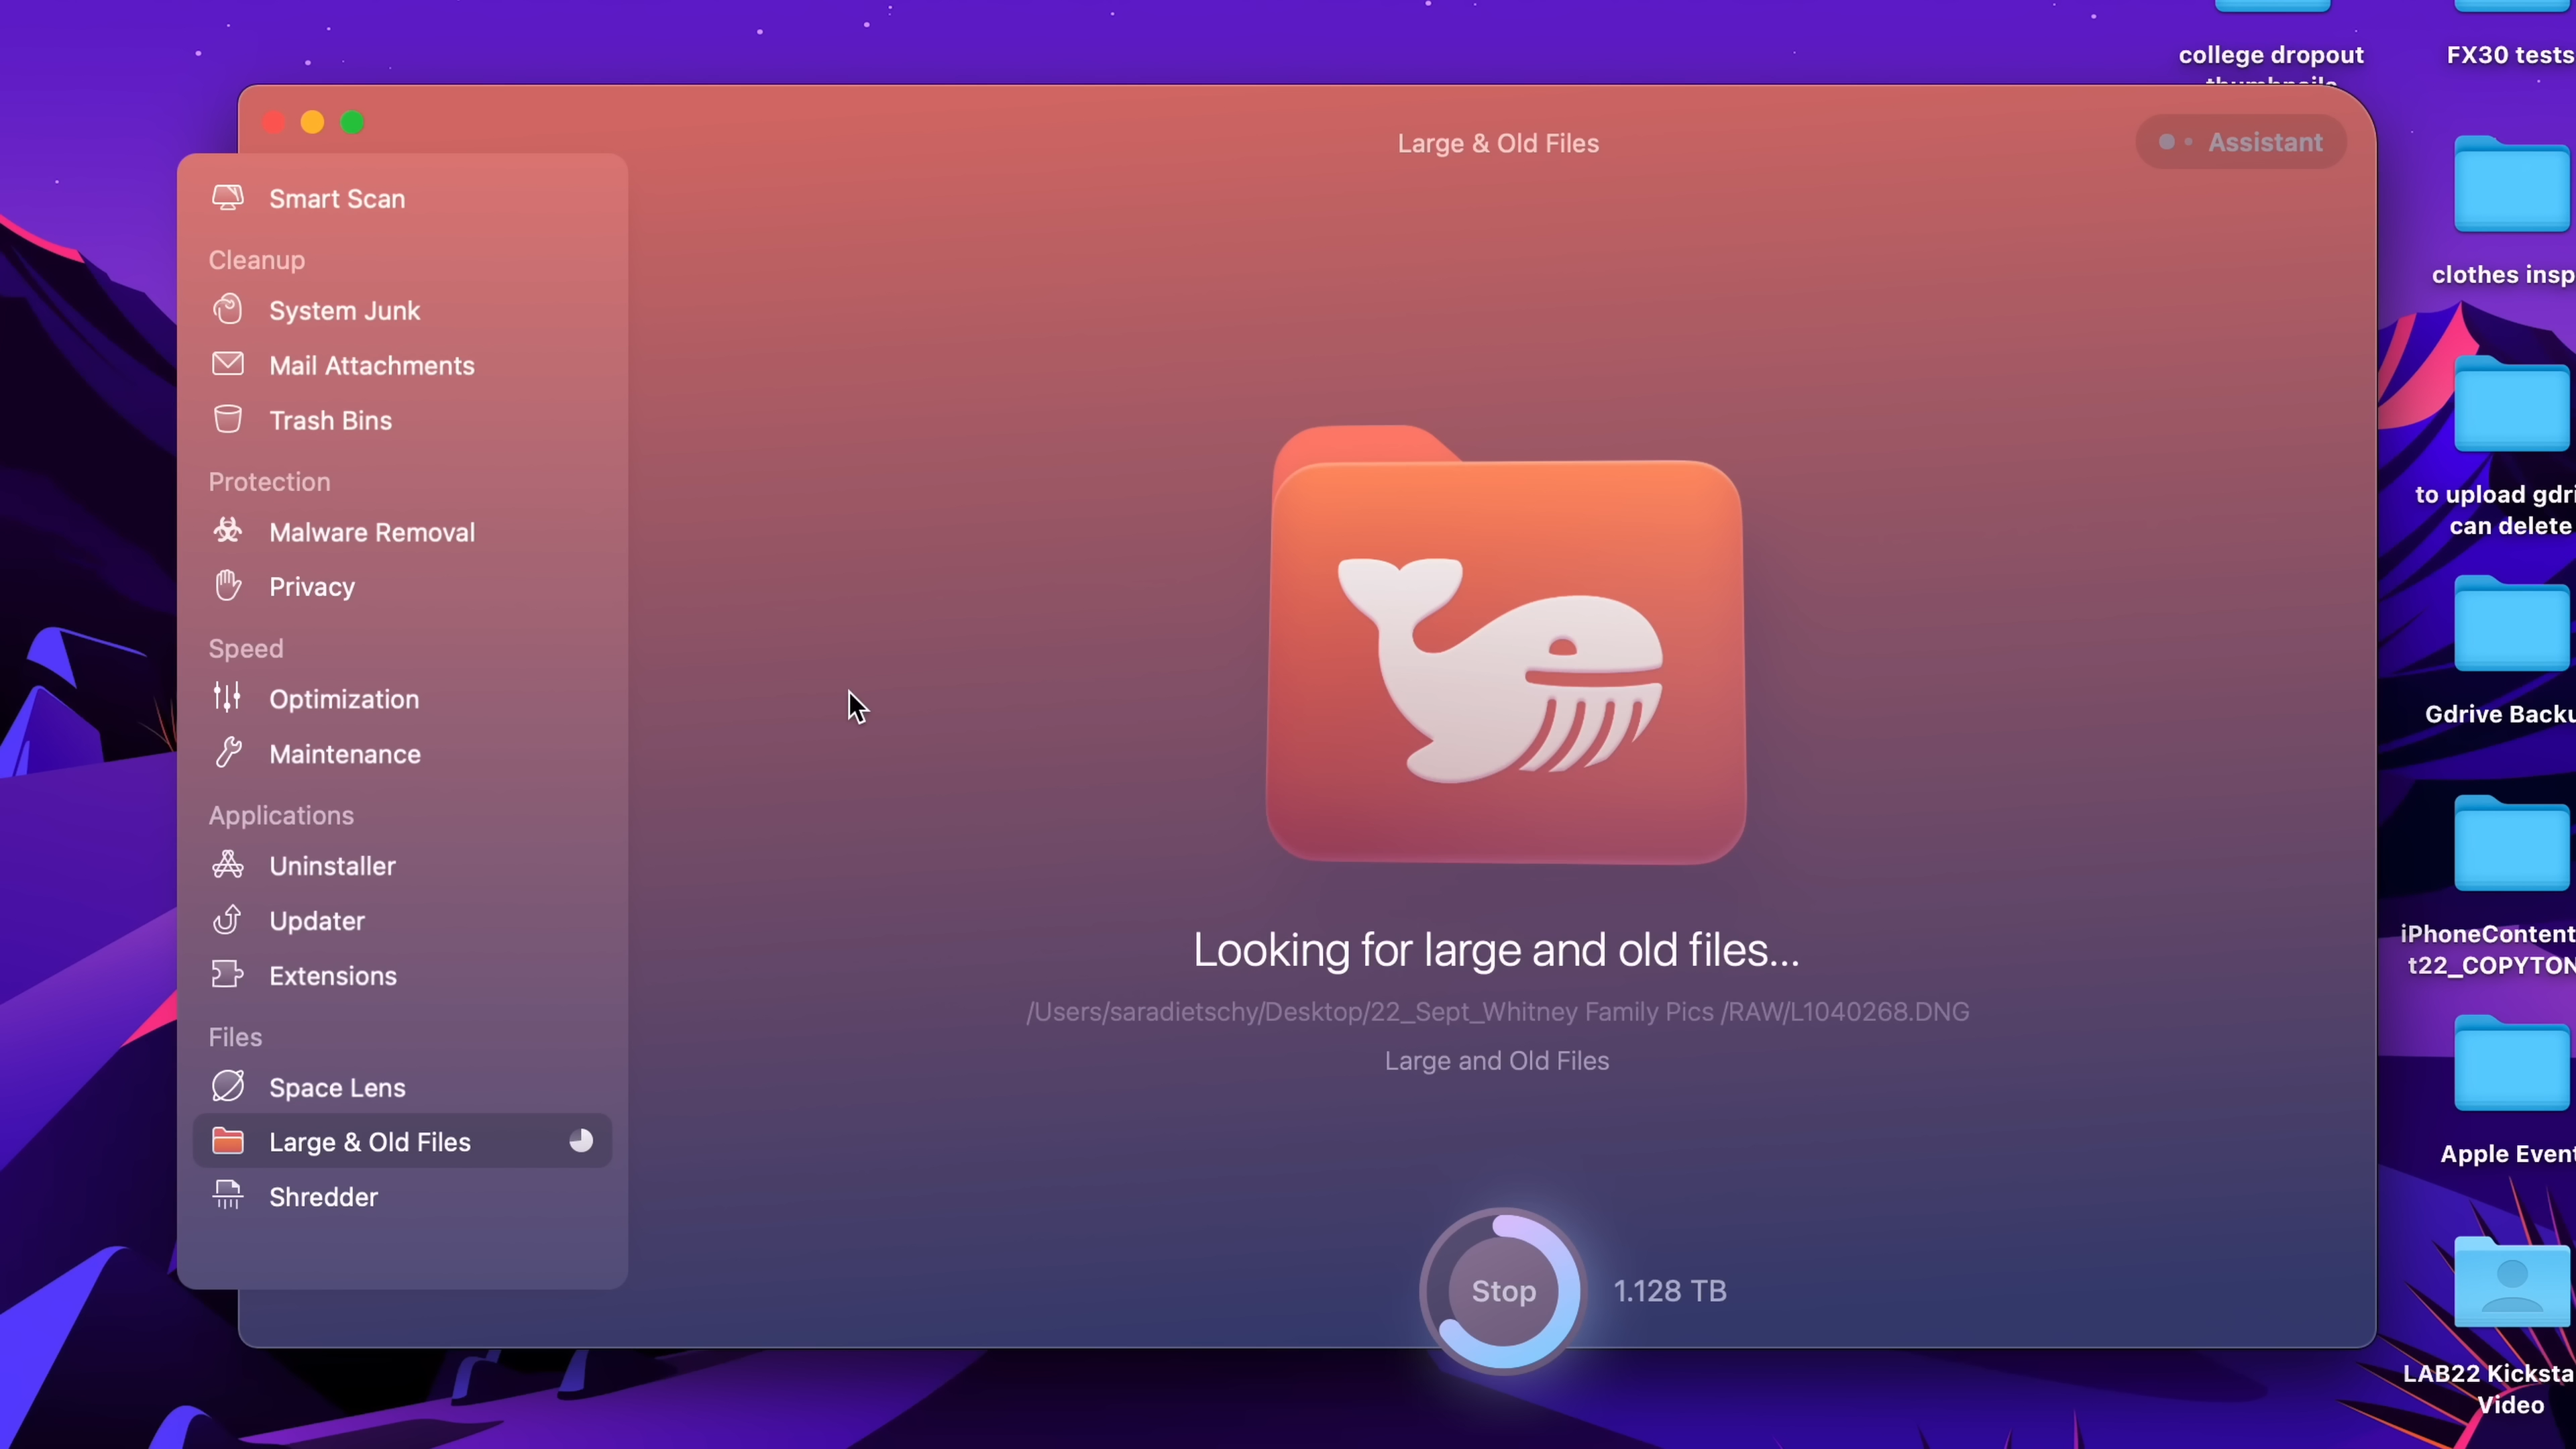 college dropout
thumbnails
FX30 tests
Large & Old Files
Assistant
Smart Scan
Cleanup
System Junk
Mail Attachments
Trash Bins
Protection
Malware Removal
Privacy
Speed
Optimization
Maintenance
Applications
Uninstaller
Updater
Extensions
Files
Space Lens
Large & Old Files
Shredder
Looking for large and old files...
/Users/saradietschy/Desktop/22_Sept_Whitney Family Pics /RAW/L1040268.DNG
Large and Old Files
Stop
1.128 TB
clothes insp
to upload gdri
can delete
Gdrive Backu
iPhoneContent
t22_COPYTON
Apple Event
LAB22 Kicksta
Video